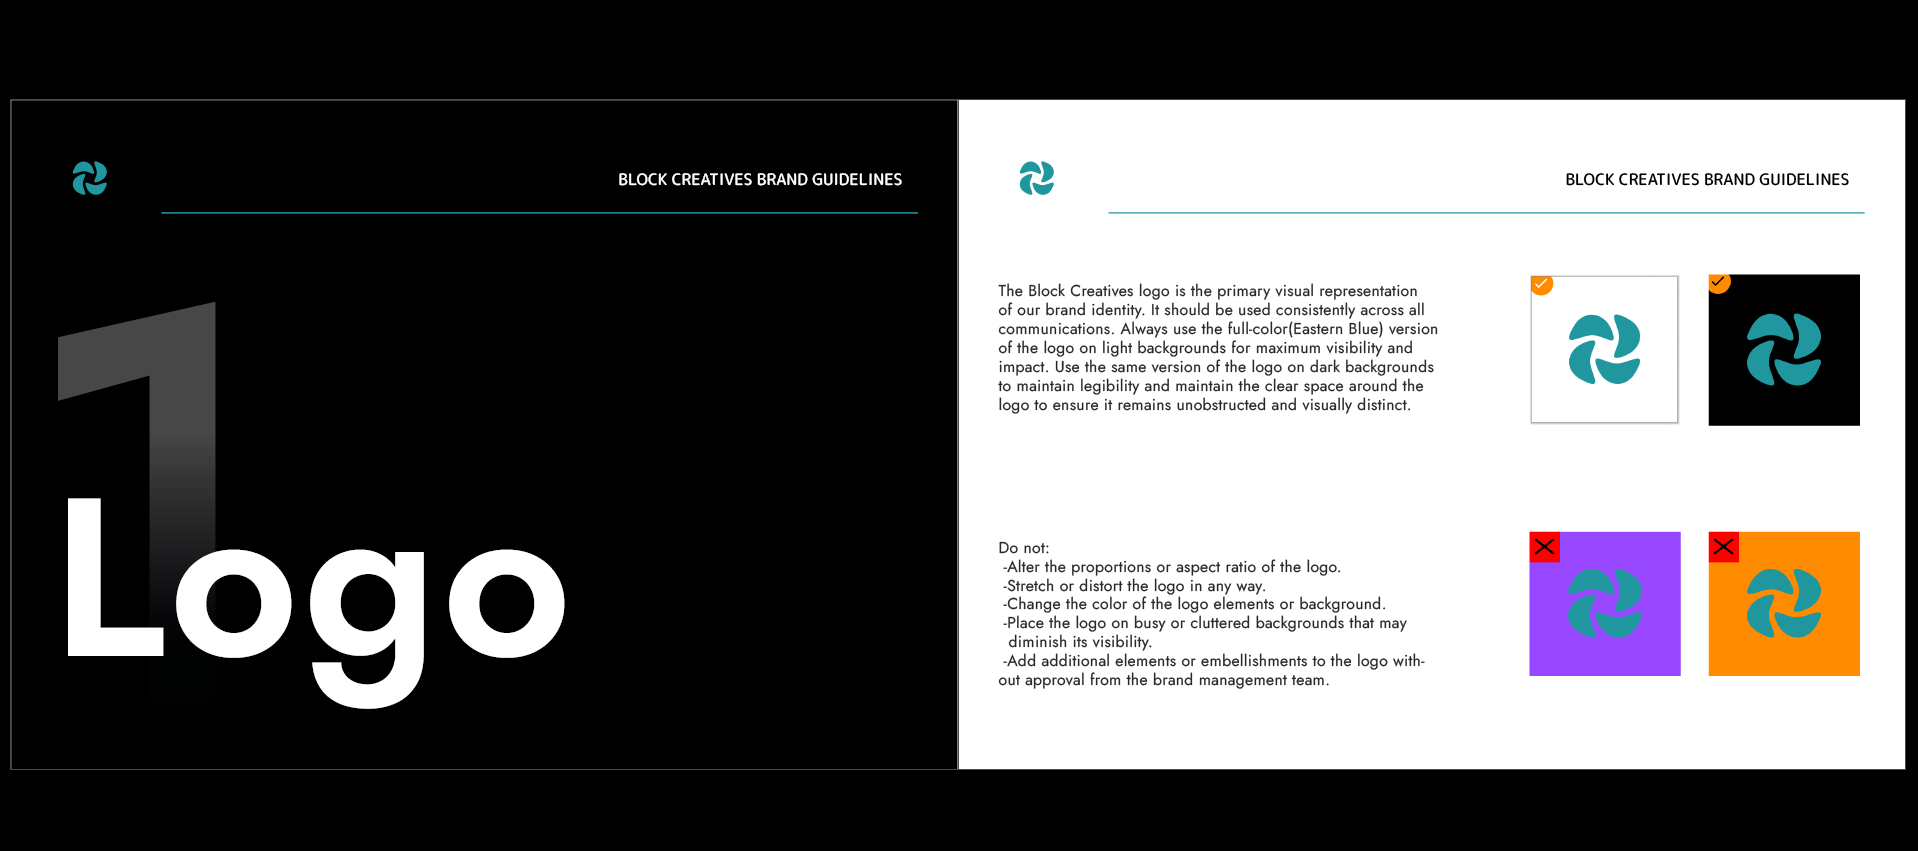 BLOCK CREATIVES BRAND GUIDELINES
1
Logo
BLOCK CREATIVES BRAND GUIDELINES
The Block Creatives logo is the primary visual representation
of our brand identity. It should be used consistently across all
communications. Always use the full-color(Eastern Blue) version
of the logo on light backgrounds for maximum visibility and
impact. Use the same version of the logo on dark backgrounds
to maintain legibility and maintain the clear space around the
logo to ensure it remains unobstructed and visually distinct.
Do not:
-Alter the proportions or aspect ratio of the logo.
-Stretch or distort the logo in any way.
-Change the color of the logo elements or background.
-Place the logo on busy or cluttered backgrounds that may
diminish its visibility.
-Add additional elements or embellishments to the logo with-
out approval from the brand management team.